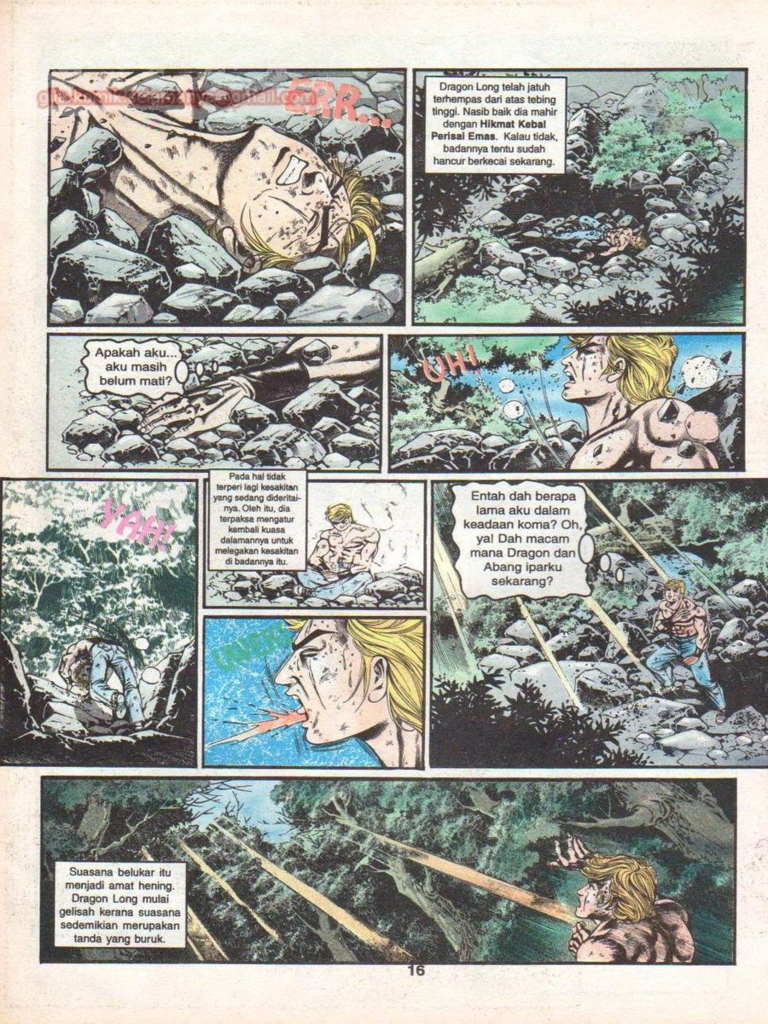 ERR...
Dragon Long telah jatuh
terhempas dari atas tebing
tinggi. Nasib baik dia mahir
dengan Hikmat Kebal
Perisai Emas. Kalau tidak,
badannya tentu sudah
hancur berkecai sekarang.
Apakah aku...
aku masih
belum mati?
UH!
YAA!
Pada hal tidak
terperi lagi kesakitan
yang sedang dideritai-
nya. Oleh itu, dia
terpaksa mengatur
kembali kuasa
dalamannya untuk
melegakan kesakitan
di badannya itu.
Entah dah berapa
lama aku dalam
keadaan koma? Oh,
ya! Dah macam
mana Dragon dan
Abang iparku
sekarang?
Suasana belukar itu
menjadi amat hening.
Dragon Long mulai
gelisah kerana suasana
sedemikian merupakan
tanda yang buruk.
16